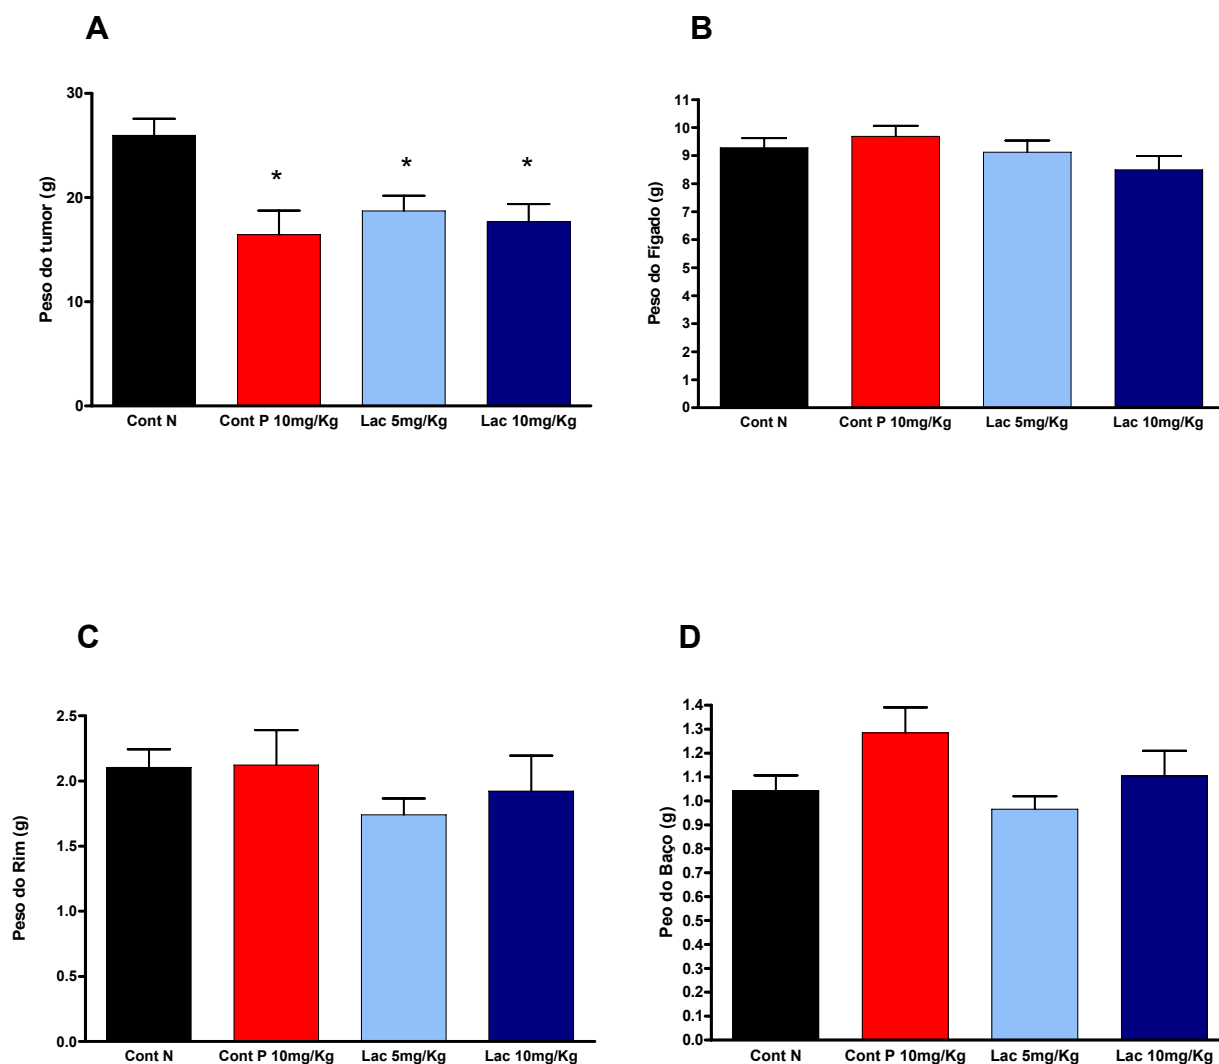 A
Peso do tumor (g)
30
20
10
0
*
*
*
Cont N
Cont P 10mg/Kg
Lac 5mg/Kg
Lac 10mg/Kg
B
Peso do Fígado (g)
11
10
9
8
7
6
5
4
3
2
1
0
Cont N
Cont P 10mg/Kg
Lac 5mg/Kg
Lac 10mg/Kg
C
Peso do Rim (g)
2.5
2.0
1.5
1.0
0.5
0.0
Cont N
Cont P 10mg/Kg
Lac 5mg/Kg
Lac 10mg/Kg
D
Peo do Baço (g)
1.4
1.3
1.2
1.1
1.0
0.9
0.8
0.7
0.6
0.5
0.4
0.3
0.2
0.1
0.0
Cont N
Cont P 10mg/Kg
Lac 5mg/Kg
Lac 10mg/Kg